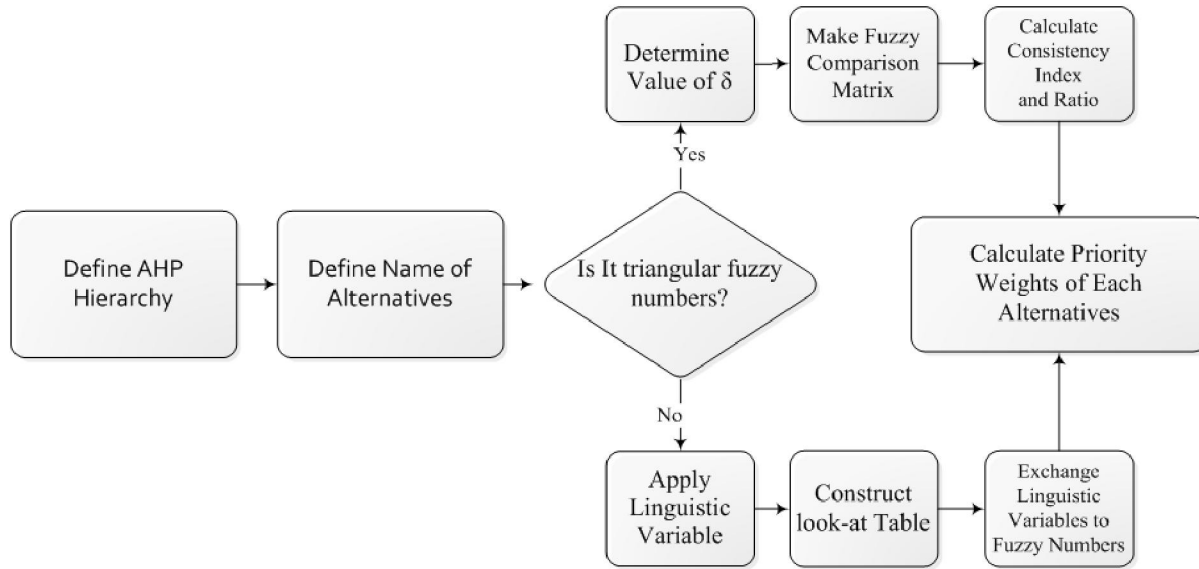 Define AHP
Hierarchy
Define Name of
Alternatives
Is It triangular fuzzy
numbers?
Yes
Determine
Value of δ
Make Fuzzy
Comparison
Matrix
Calculate
Consistency
Index
and Ratio
No
Apply
Linguistic
Variable
Construct
look-at Table
Exchange
Linguistic
Variables to
Fuzzy Numbers
Calculate Priority
Weights of Each
Alternatives